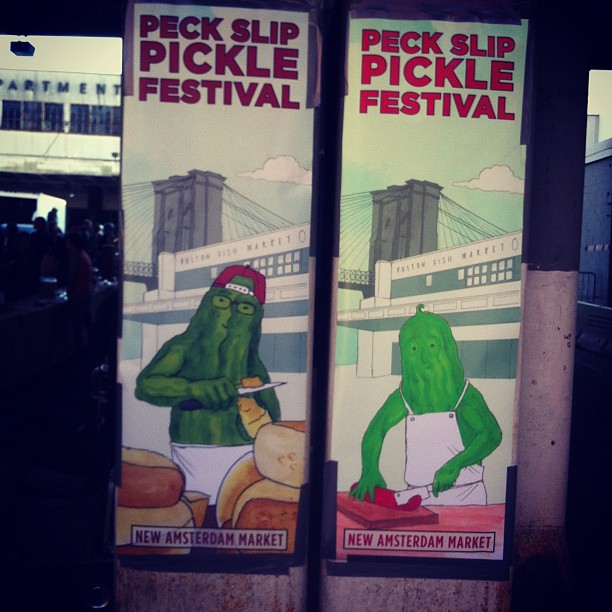 PARTMENT
PECK SLIP
PICKLE
FESTIVAL
FULTON FISH MARKET
NEW AMSTERDAM MARKET
PECK SLIP
PICKLE
FESTIVAL
FULTON FISH MARKET
NEW AMSTERDAM MARKET